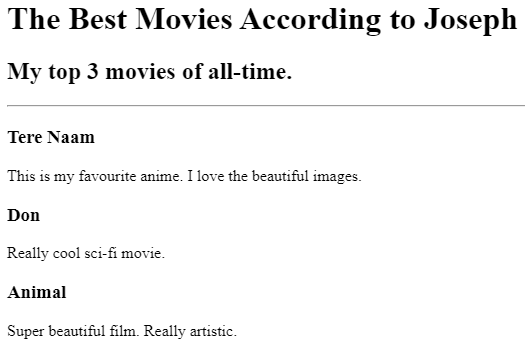 The Best Movies According to Joseph
My top 3 movies of all-time.
Tere Naam
This is my favourite anime. I love the beautiful images.
Don
Really cool sci-fi movie.
Animal
Super beautiful film. Really artistic.